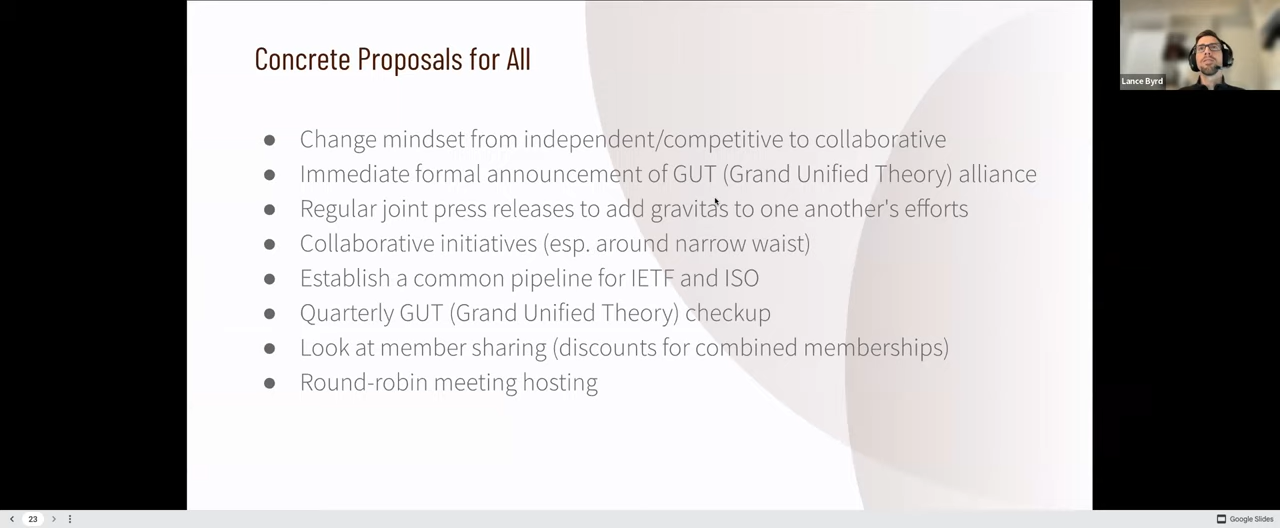 Concrete Proposals for All
Lance Byrd
● Change mindset from independent/competitive to collaborative
● Immediate formal announcement of GUT (Grand Unified Theory) alliance
● Regular joint press releases to add gravitas to one another's efforts
● Collaborative initiatives (esp. around narrow waist)
● Establish a common pipeline for IETF and ISO
● Quarterly GUT (Grand Unified Theory) checkup
● Look at member sharing (discounts for combined memberships)
● Round-robin meeting hosting
23
Google Slides